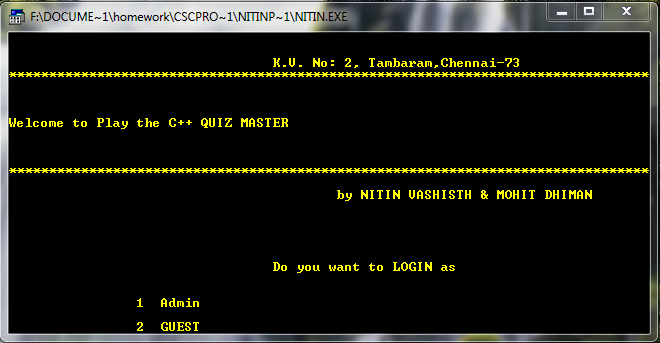 F:\DOCUME~1\homework\CSCPRO~1\NITINP~1\NITIN.EXE
K.V. No: 2, Tambaram,Chennai-73
********************************************************************************
Welcome to Play the C++ QUIZ MASTER
********************************************************************************
by NITIN VASHISTH & MOHIT DHIMAN
Do you want to LOGIN as
1 Admin
2 GUEST